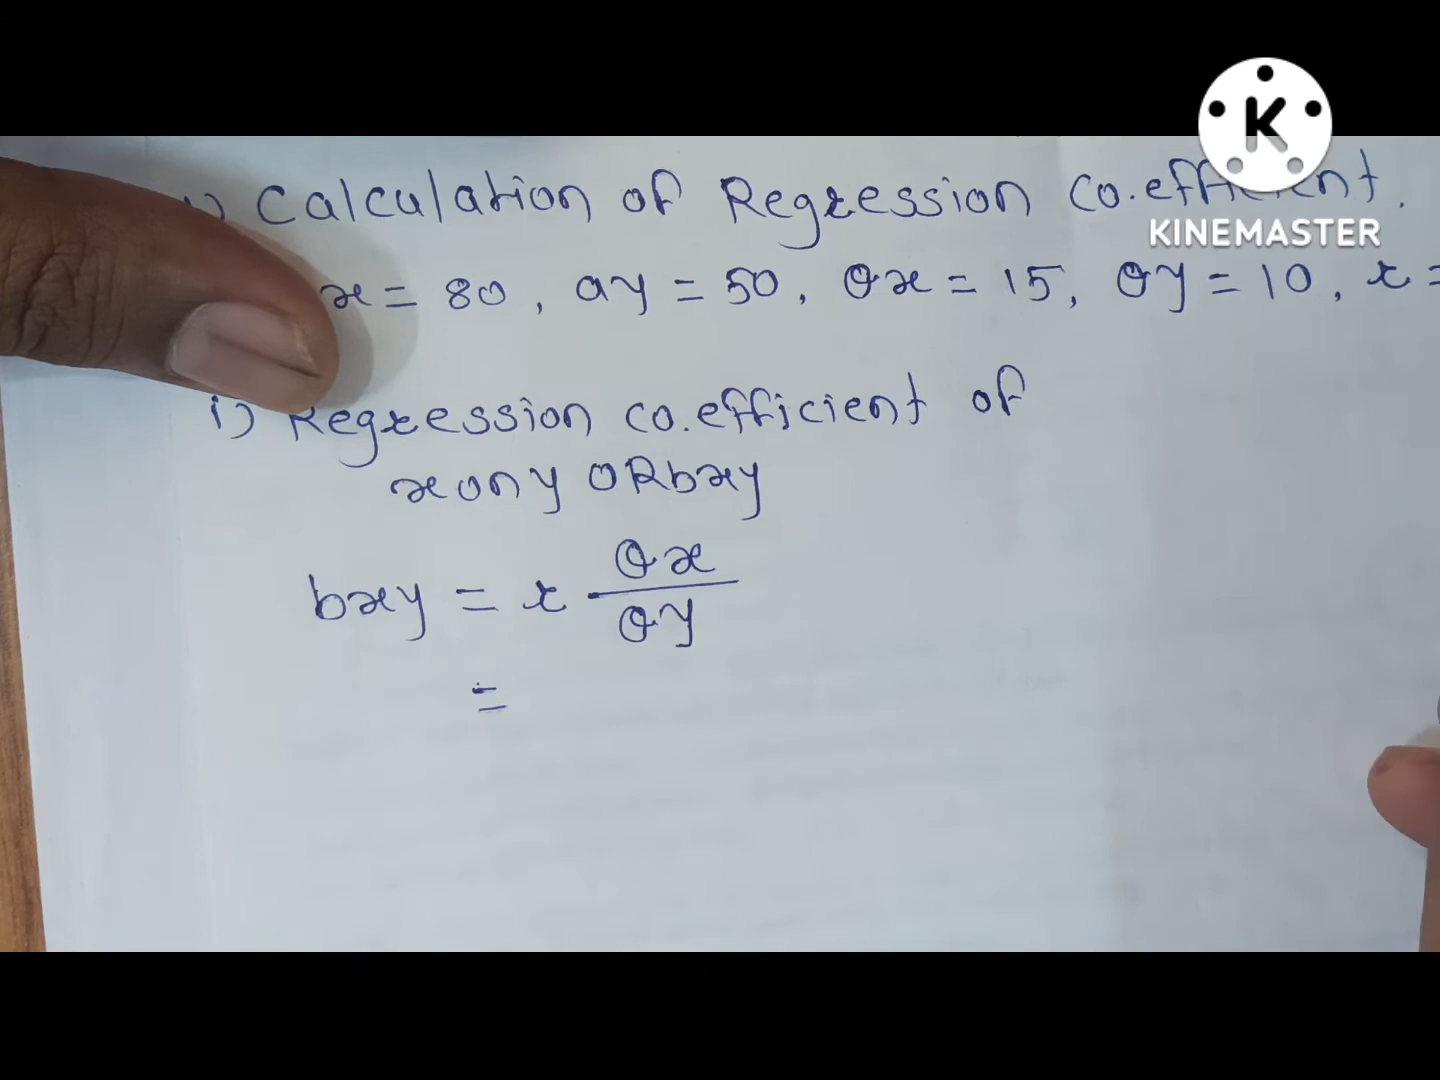 K
KINEMASTER
1) Calculation of Regression co.efficient.
x = 80, ay = 50, σx = 15, σy = 10, r =
i) Regression co.efficient of
x on y OR bxy
bxy = r σx
σy
=